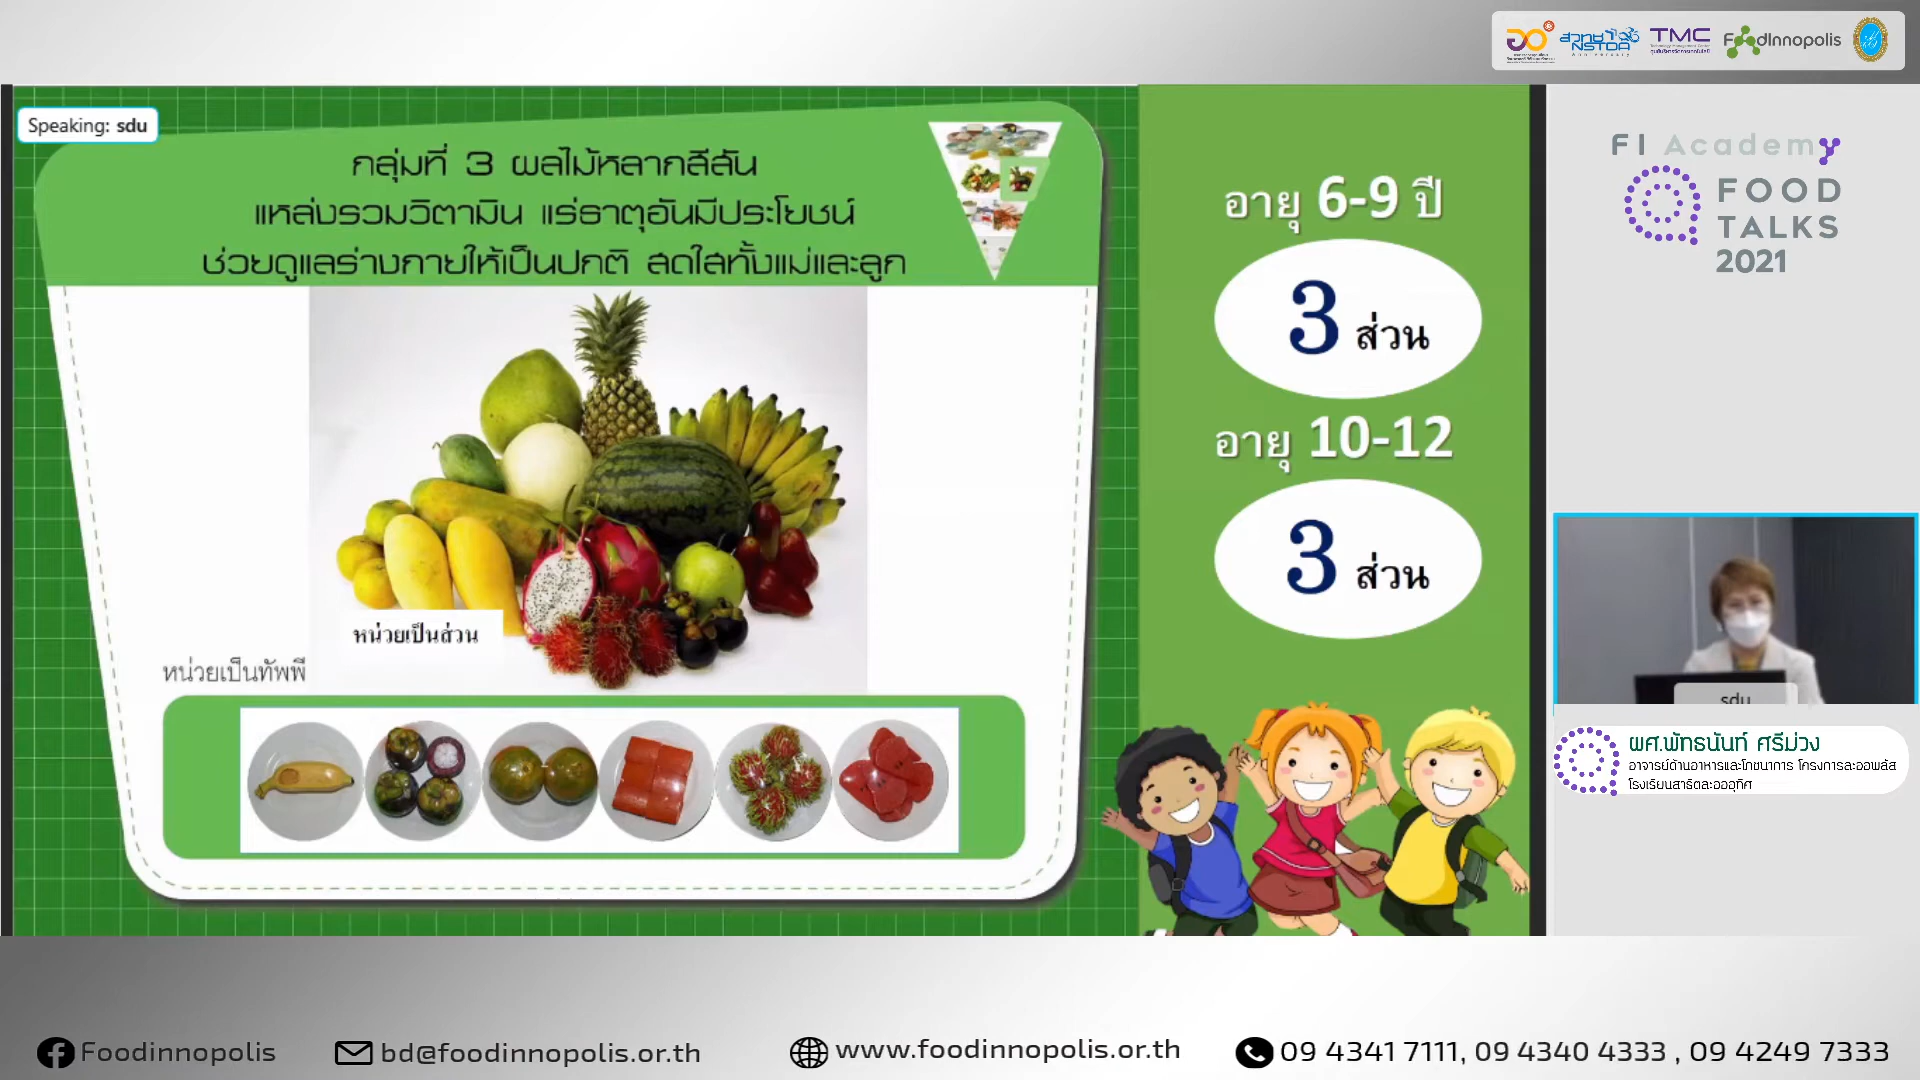 NSTDA
TMC
FoodInnopolis
Speaking: sdu
กลุ่มที่ 3 ผลไม้หลากสีสัน
แหล่งรวมวิตามิน แร่ธาตุอันมีประโยชน์
ช่วยดูแลร่างกายให้เป็นปกติ สดใสทั้งแม่และลูก
หน่วยเป็นส่วน
หน่วยเป็นทัพพี
อายุ 6-9 ปี
3 ส่วน
อายุ 10-12
3 ส่วน
FI Academy
FOOD
TALKS
2021
sdu
ผศ.พัทธนันท์ ศรีม่วง
อาจารย์ด้านอาหารและโภชนาการ โครงการละออพลัส
โรงเรียนสาธิตละอออุทิศ
Foodinnopolis
bd@foodinnopolis.or.th
www.foodinnopolis.or.th
09 4341 7111, 09 4340 4333 , 09 4249 7333